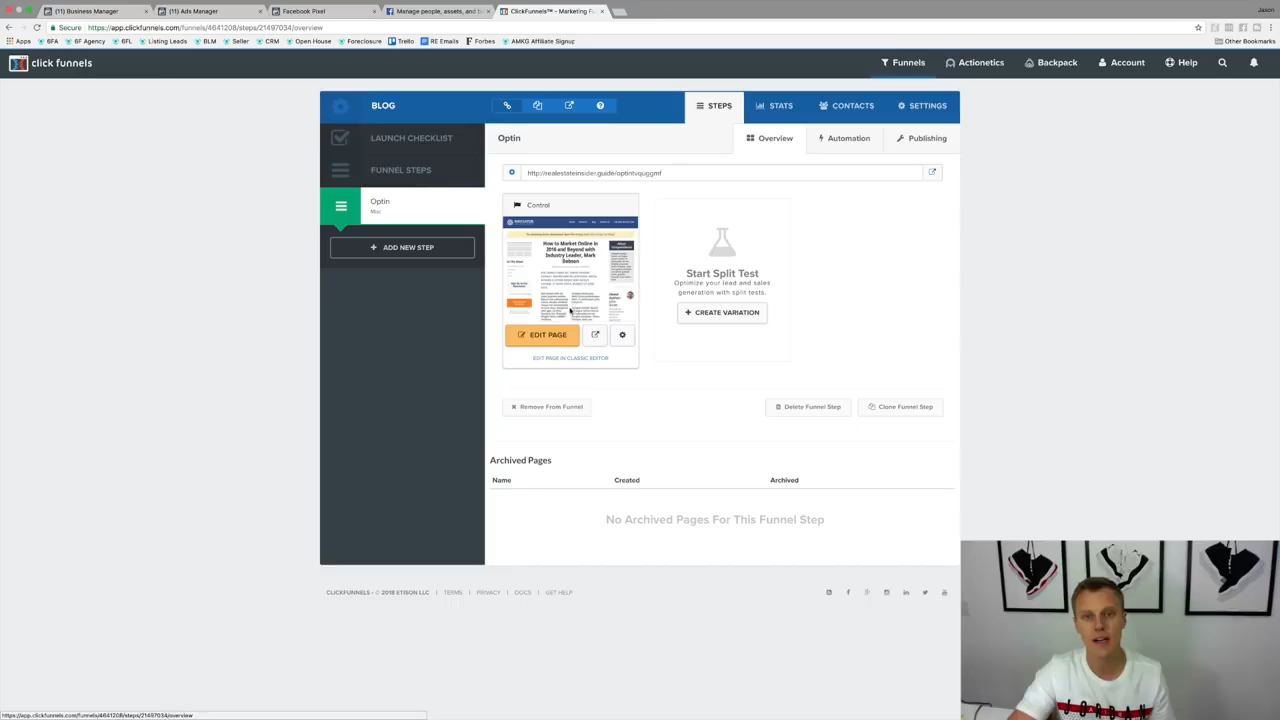 (11) Business Manager
(11) Ads Manager
Facebook Pixel
Manage people, assets, and
ClickFunnels™ – Marketing Fu
Jason
Secure
https://app.clickfunnels.com/funnels/4641208/steps/21497034/overview
Apps
6FA
6F Agency
6FL
Listing Leads
BLM
Seller
CRM
Open House
Foreclosure
Trello
RE Emails
Forbes
AMKG Affiliate Signup
Other Bookmarks
click funnels
Funnels
Actionetics
Backpack
Account
Help
BLOG
STEPS
STATS
CONTACTS
SETTINGS
LAUNCH CHECKLIST
FUNNEL STEPS
Optin
Misc
ADD NEW STEP
Optin
Overview
Automation
Publishing
http://realestateinsider.guide/optintvquggmf
Control
How to Market Online in
2016 and Beyond with
Industry Leader, Mark
EDIT PAGE
EDIT PAGE IN CLASSIC EDITOR
Start Split Test
Optimize your lead and sales
generation with split tests.
CREATE VARIATION
Remove From Funnel
Delete Funnel Step
Clone Funnel Step
Archived Pages
Name
Created
Archived
No Archived Pages For This Funnel Step
CLICKFUNNELS - © 2018 ETISON LLC | TERMS | PRIVACY | DOCS | GET HELP
JORDAN
https://app.clickfunnels.com/funnels/4641208/steps/21497034/overview